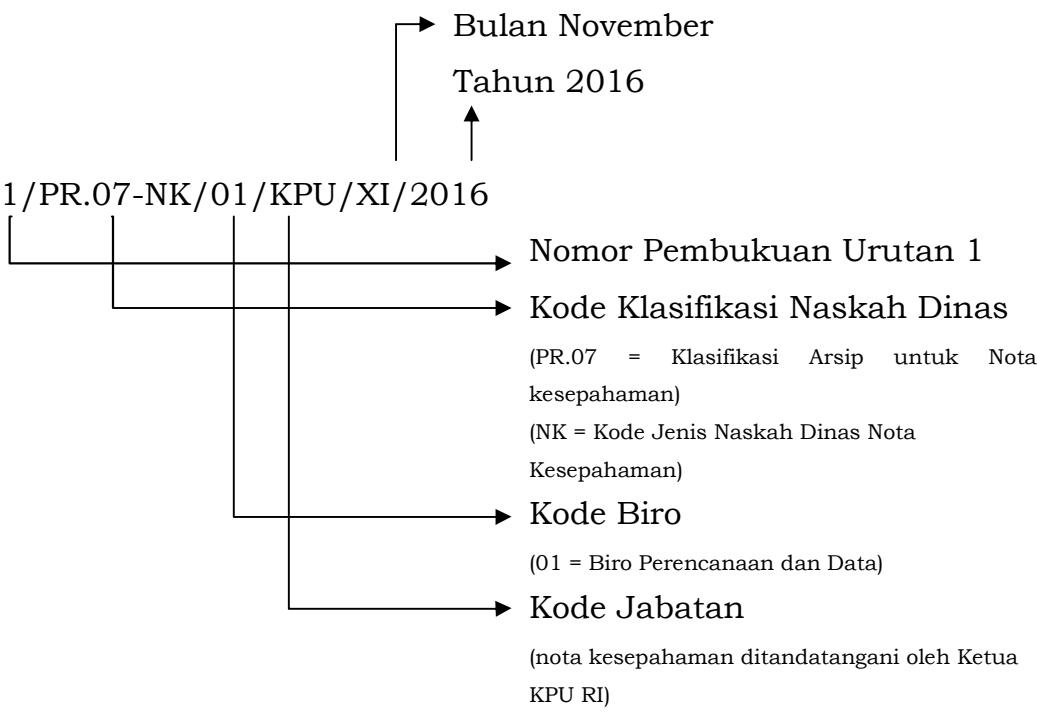 Bulan November
Tahun 2016
1/PR.07-NK/01/KPU/XI/2016
Nomor Pembukuan Urutan 1
Kode Klasifikasi Naskah Dinas
(PR.07 = Klasifikasi Arsip untuk Nota
kesepahaman)
(NK = Kode Jenis Naskah Dinas Nota
Kesepahaman)
Kode Biro
(01 = Biro Perencanaan dan Data)
Kode Jabatan
(nota kesepahaman ditandatangani oleh Ketua
KPU RI)